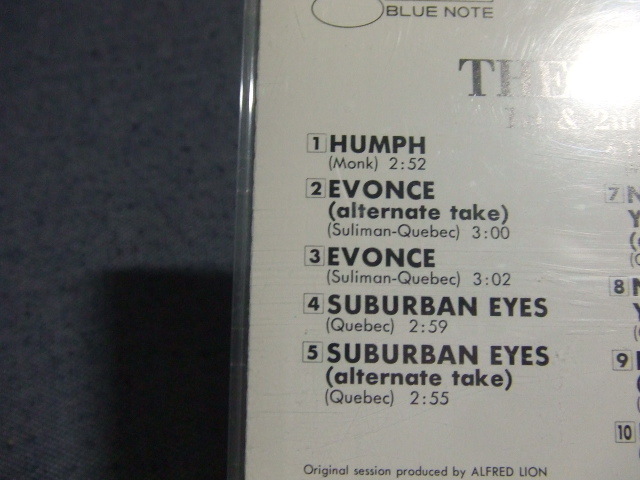 BLUE NOTE
THE
& 2n
1 HUMPH
(Monk) 2:52
2 EVONCE
(alternate take)
(Suliman-Quebec) 3:00
3 EVONCE
(Suliman-Quebec) 3:02
4 SUBURBAN EYES
(Quebec) 2:59
5 SUBURBAN EYES
(alternate take)
(Quebec) 2:55
7 N
Y
8 N
Y
9
10
Original session produced by ALFRED LION